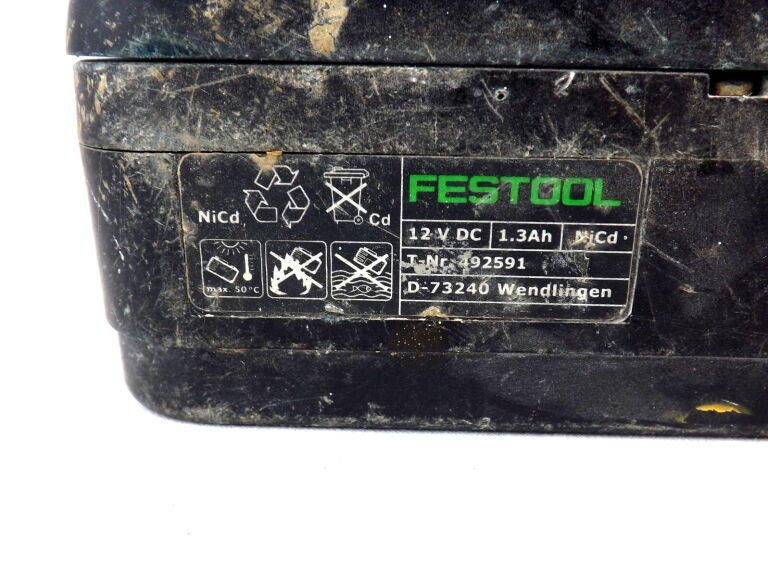 FESTOOL
NiCd
Cd
12 V DC 1.3Ah NiCd
T-Nr. 492591
max. 50°C
D-73240 Wendlingen